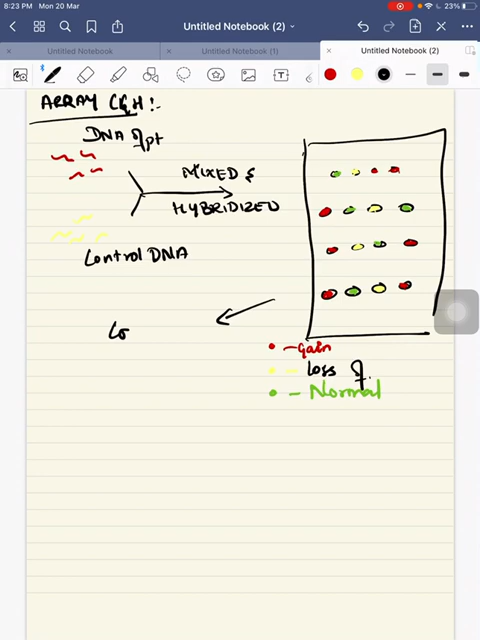 8:23 PM Mon 20 Mar
23%
Untitled Notebook (2)
Untitled Notebook
Untitled Notebook (1)
Untitled Notebook (2)
T
ARRAY CGH:-
DNA of pt
MIXED &
HYBRIDIZED
Control DNA
Co
- Gain
- Loss of.
- Normal